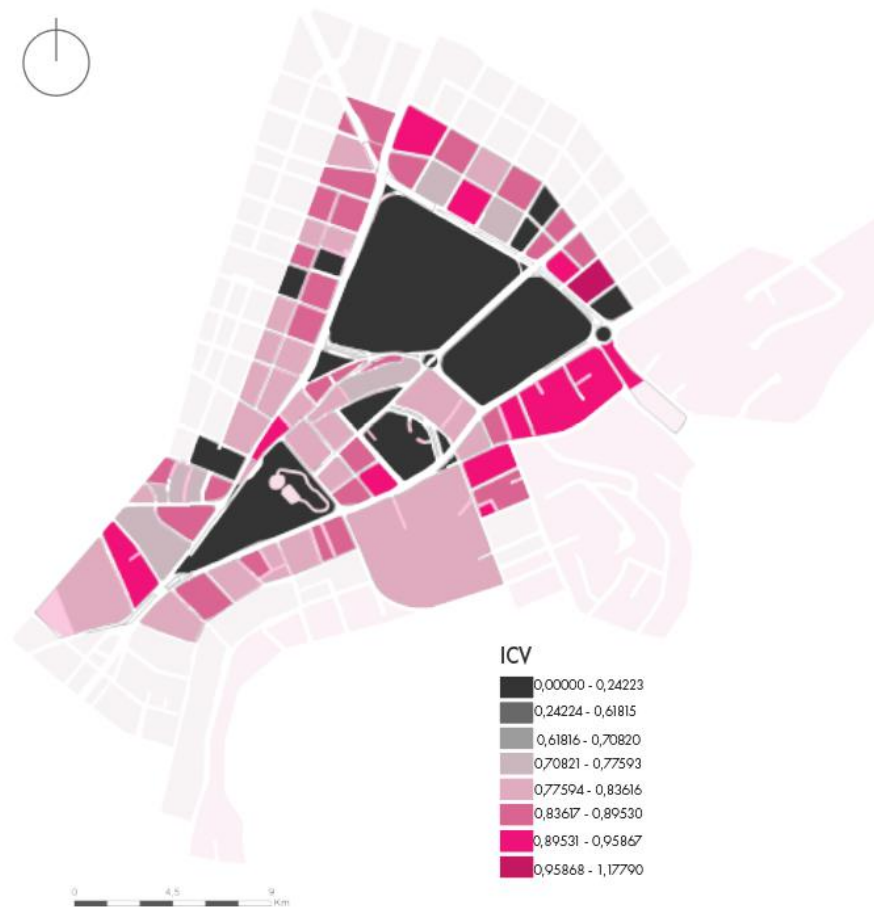 ICV
0,00000 - 0,24223
0,24224 - 0,61815
0,61816 - 0,70820
0,70821 - 0,77593
0,77594 - 0,83616
0,83617 - 0,89530
0,89531 - 0,95867
0,95868 - 1,17790
0 4,5 9
Km